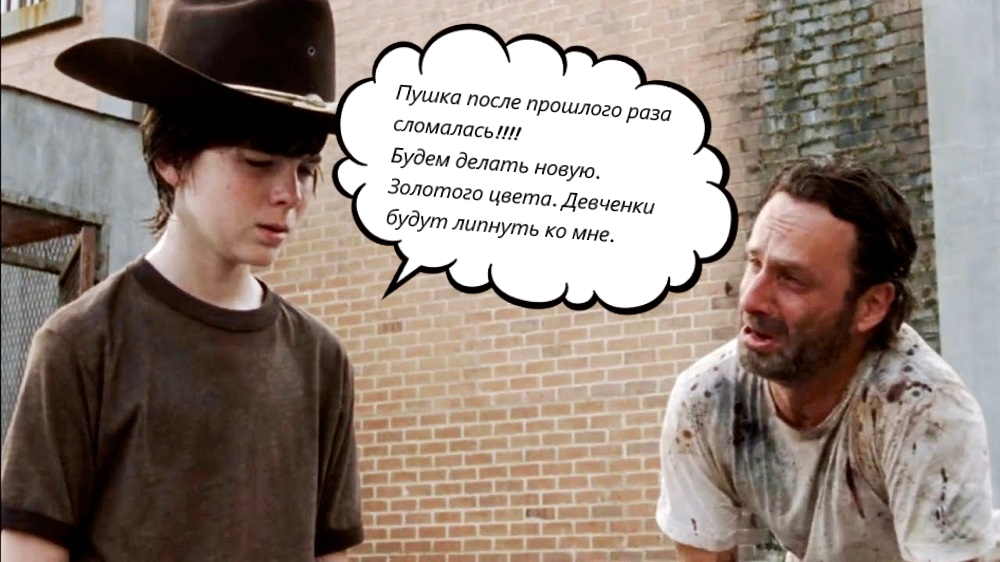 Пушка после прошлого раза
сломалась!!!!
Будем делать новую.
Золотого цвета. Девченки
будут липнуть ко мне.